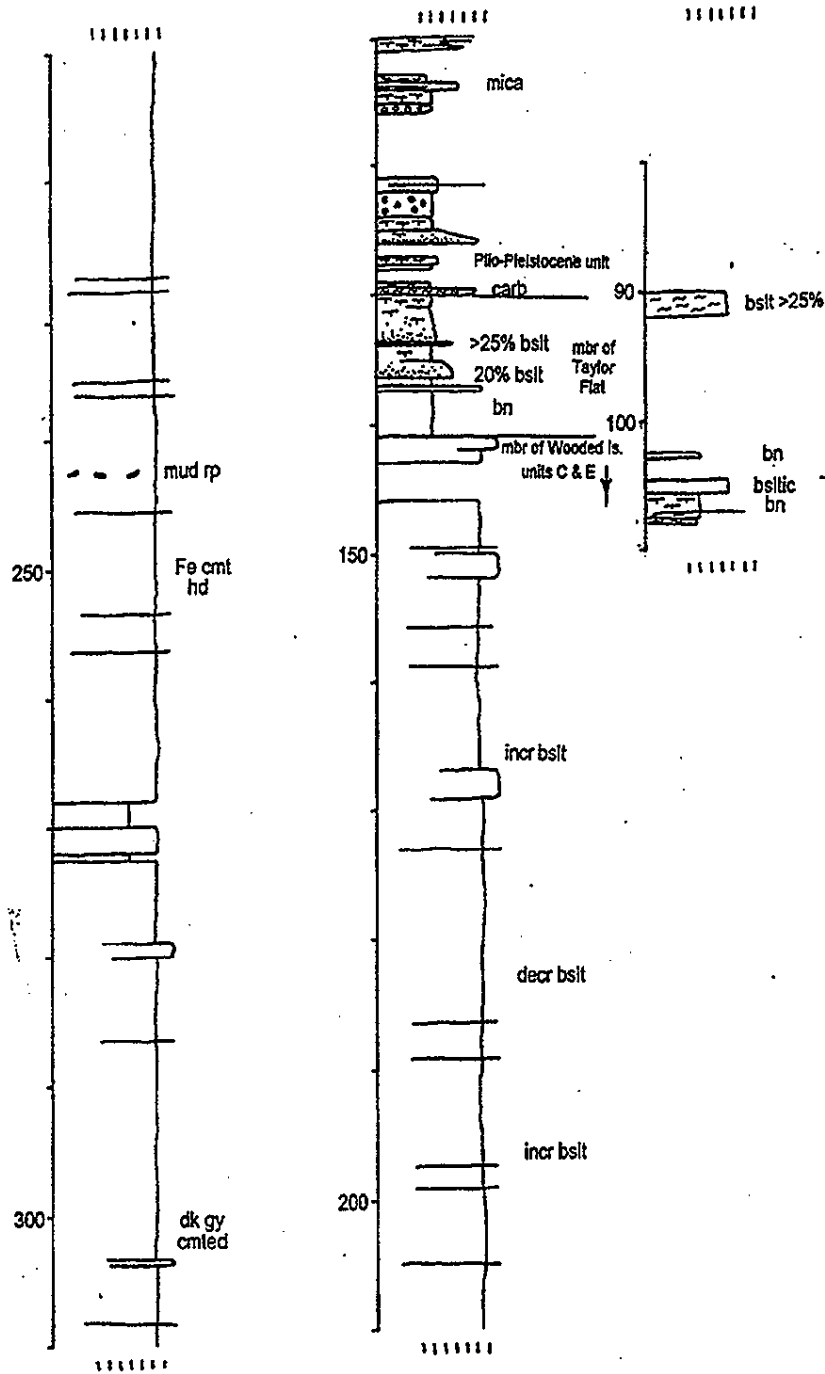 mud rp
250
Fe cmt
hd
300
dk gy
cmted
mica
Plio-Pleistocene unit
carb
>25% bslt
20% bslt
bn
mbr of
Taylor
Flat
mbr of Wooded Is.
units C & E
150
incr bslt
decr bslt
incr bslt
200
90
bslt >25%
100
bn
bsltic
bn